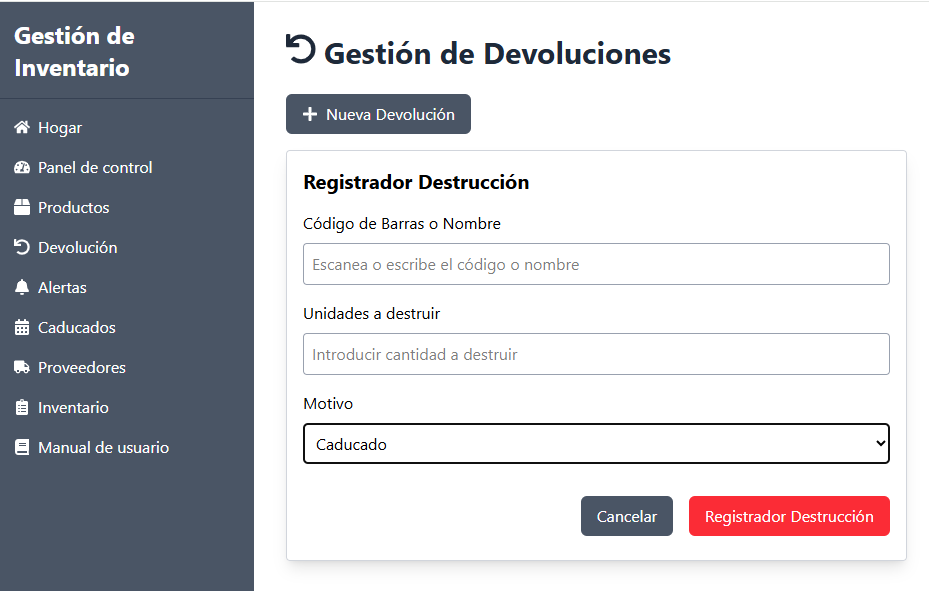 Gestión de
Inventario
Hogar
Panel de control
Productos
Devolución
Alertas
Caducados
Proveedores
Inventario
Manual de usuario
Gestión de Devoluciones
Nueva Devolución
Registrador Destrucción
Código de Barras o Nombre
Escanea o escribe el código o nombre
Unidades a destruir
Introducir cantidad a destruir
Motivo
Caducado
Cancelar
Registrador Destrucción